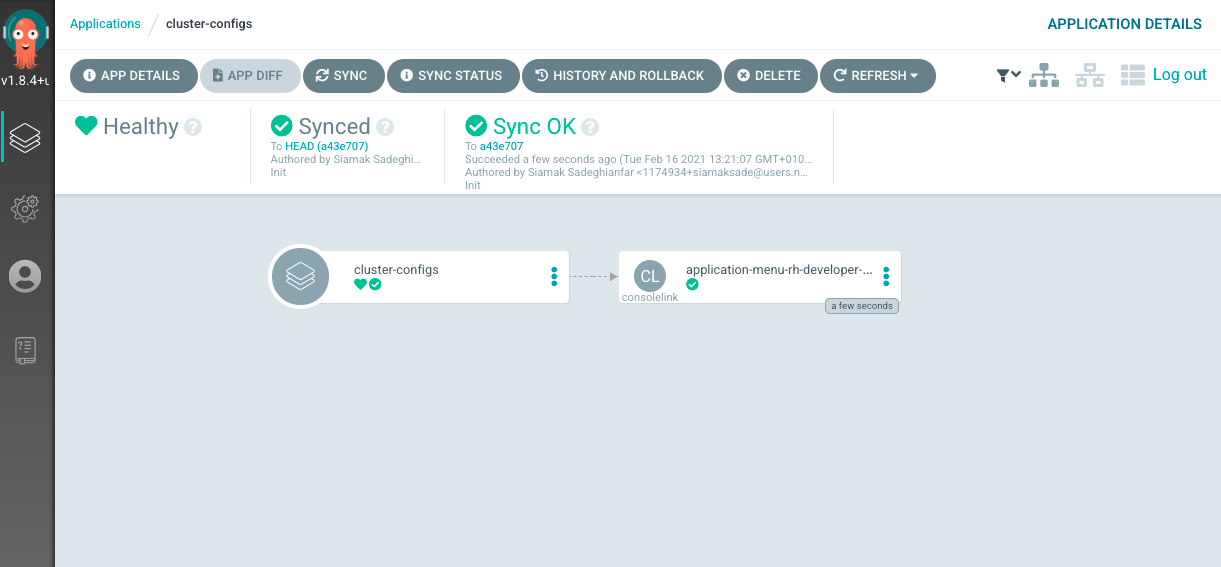 Applications / cluster-configs
APPLICATION DETAILS
v1.8.4+
APP DETAILS
APP DIFF
SYNC
SYNC STATUS
HISTORY AND ROLLBACK
DELETE
REFRESH
Log out
Healthy
Synced
To HEAD (a43e707)
Authored by Siamak Sadeghi...
Init
Sync OK
To a43e707
Succeeded a few seconds ago (Tue Feb 16 2021 13:21:07 GMT+010...
Authored by Siamak Sadeghianfar <1174934+siamaksade@users.n...
Init
cluster-configs
CL
consolelink
application-menu-rh-developer-...
a few seconds